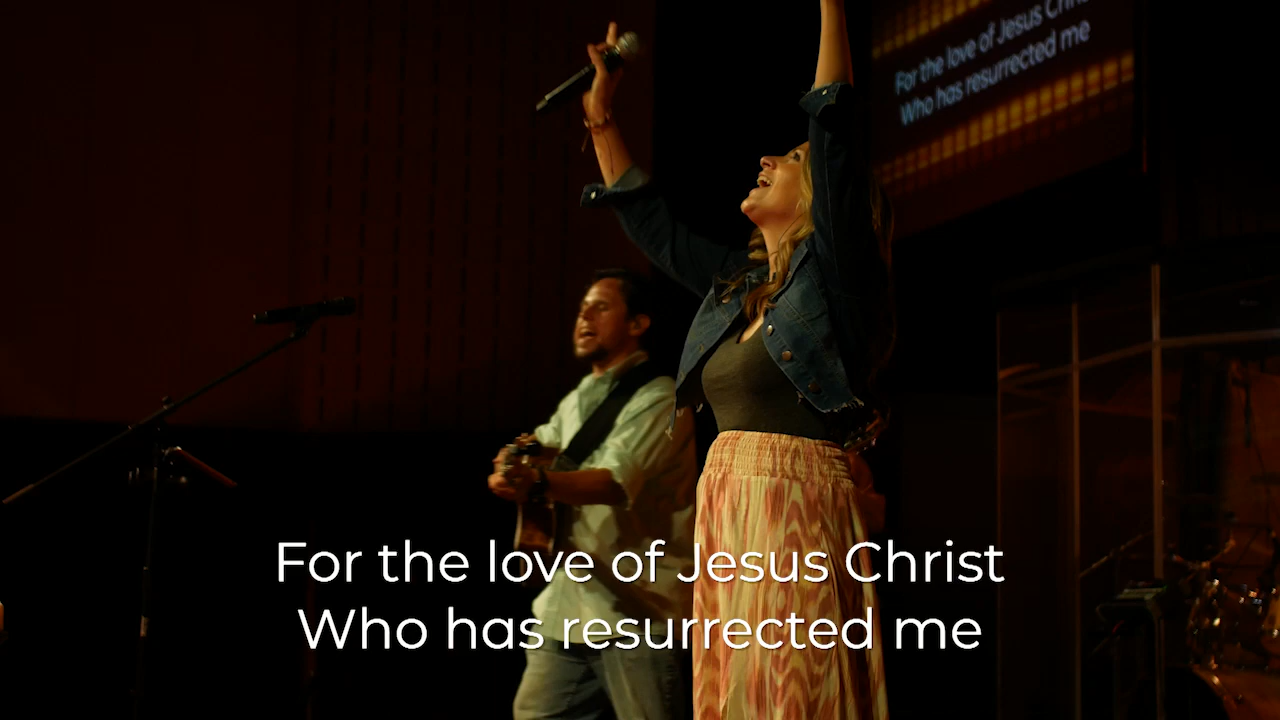 For the love of Jesus Chris
Who has resurrected me
For the love of Jesus Christ
Who has resurrected me